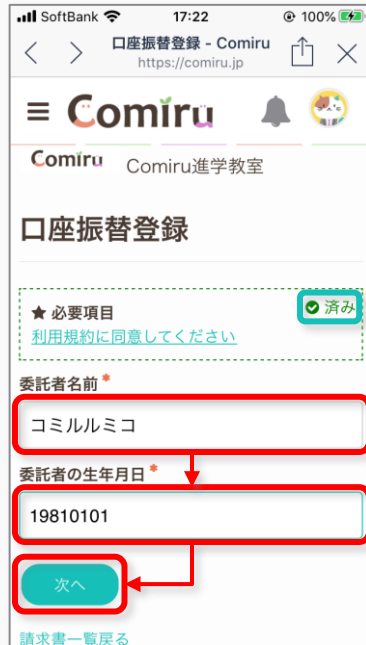 SoftBank 17:22 100%
口座振替登録 - Comiru
https://comiru.jp
Comiru
Comiru Comiru進学教室
口座振替登録
★ 必要項目 済み
利用規約に同意してください
委託者名前*
コミルルミコ
委託者の生年月日*
19810101
次へ
請求書一覧戻る